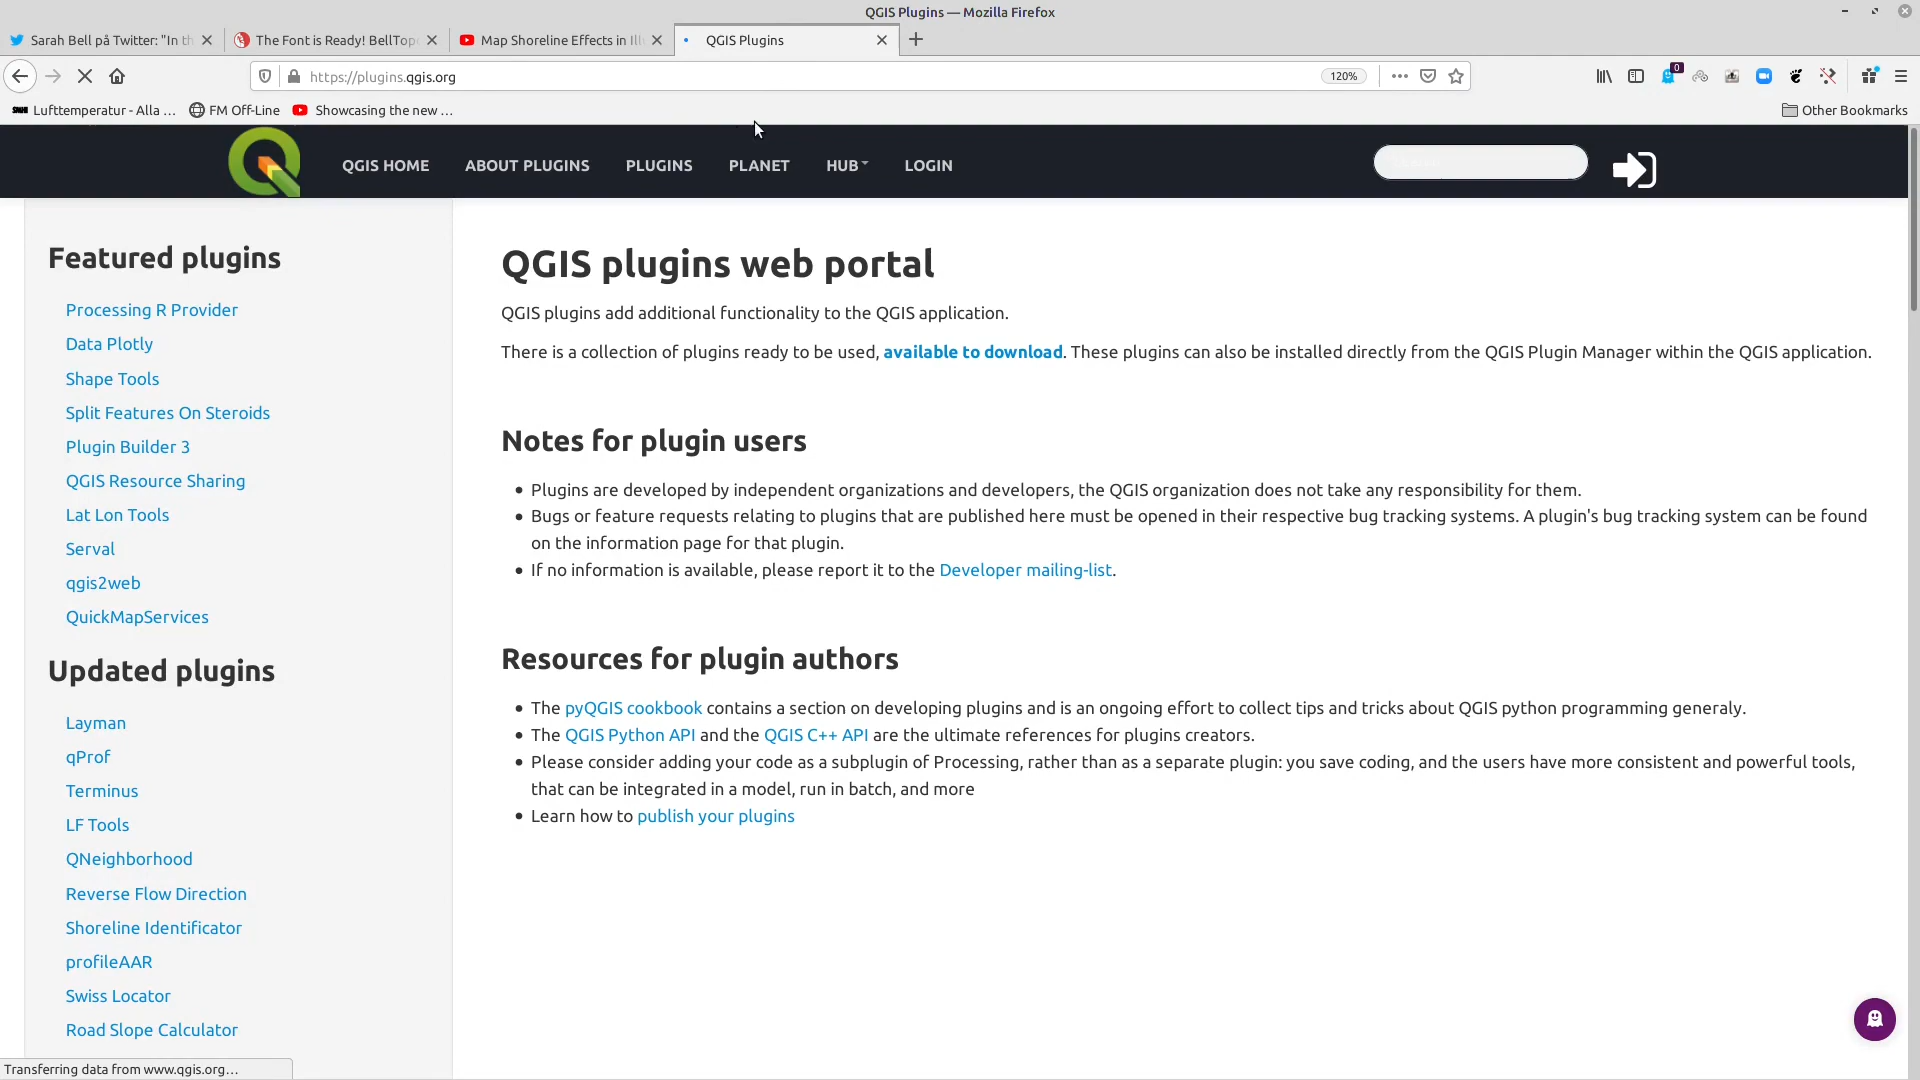 QGIS Plugins — Mozilla Firefox
Sarah Bell på Twitter: "In th
The Font is Ready! BellTop
Map Shoreline Effects in Ill
QGIS Plugins
https://plugins.qgis.org
120%
0
Lufttemperatur - Alla ...
FM Off-Line
Showcasing the new ...
Other Bookmarks
QGIS HOME
ABOUT PLUGINS
PLUGINS
PLANET
HUB
LOGIN
Featured plugins
Processing R Provider
Data Plotly
Shape Tools
Split Features On Steroids
Plugin Builder 3
QGIS Resource Sharing
Lat Lon Tools
Serval
qgis2web
QuickMapServices
Updated plugins
Layman
qProf
Terminus
LF Tools
QNeighborhood
Reverse Flow Direction
Shoreline Identificator
profileAAR
Swiss Locator
Road Slope Calculator
QGIS plugins web portal
QGIS plugins add additional functionality to the QGIS application.
There is a collection of plugins ready to be used, available to download. These plugins can also be installed directly from the QGIS Plugin Manager within the QGIS application.
Notes for plugin users
Plugins are developed by independent organizations and developers, the QGIS organization does not take any responsibility for them.
Bugs or feature requests relating to plugins that are published here must be opened in their respective bug tracking systems. A plugin's bug tracking system can be found
on the information page for that plugin.
If no information is available, please report it to the Developer mailing-list.
Resources for plugin authors
The pyQGIS cookbook contains a section on developing plugins and is an ongoing effort to collect tips and tricks about QGIS python programming generaly.
The QGIS Python API and the QGIS C++ API are the ultimate references for plugins creators.
Please consider adding your code as a subplugin of Processing, rather than as a separate plugin: you save coding, and the users have more consistent and powerful tools,
that can be integrated in a model, run in batch, and more
Learn how to publish your plugins
Transferring data from www.qgis.org...